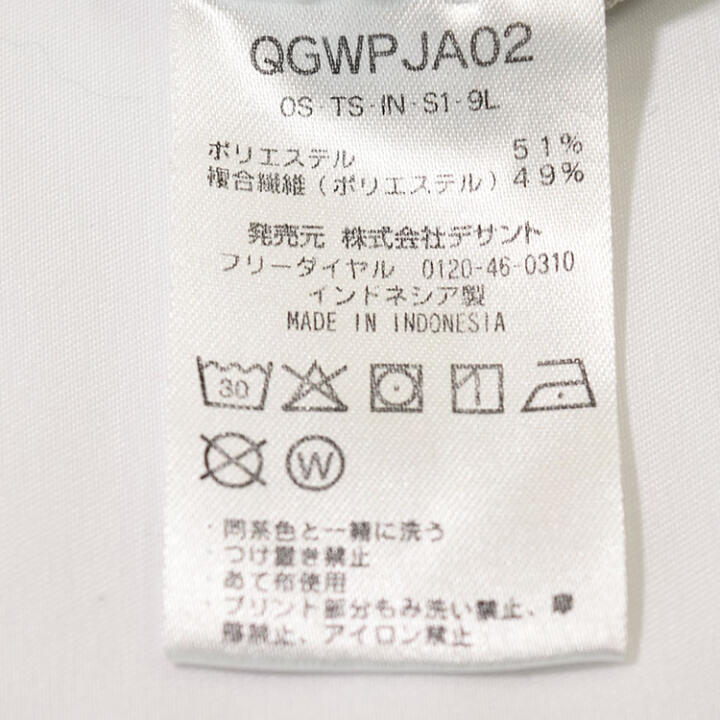 QGWPJA02
OS-TS-IN-S1-9L
ポリエステル 51%
複合繊維(ポリエステル) 49%
発売元 株式会社デサント
フリーダイヤル 0120-46-0310
インドネシア製
MADE IN INDONESIA
30
W
・同系色と一緒に洗う
・つけ置き禁止
・あて布使用
・プリント部分もみ洗い禁止、摩
擦禁止、アイロン禁止